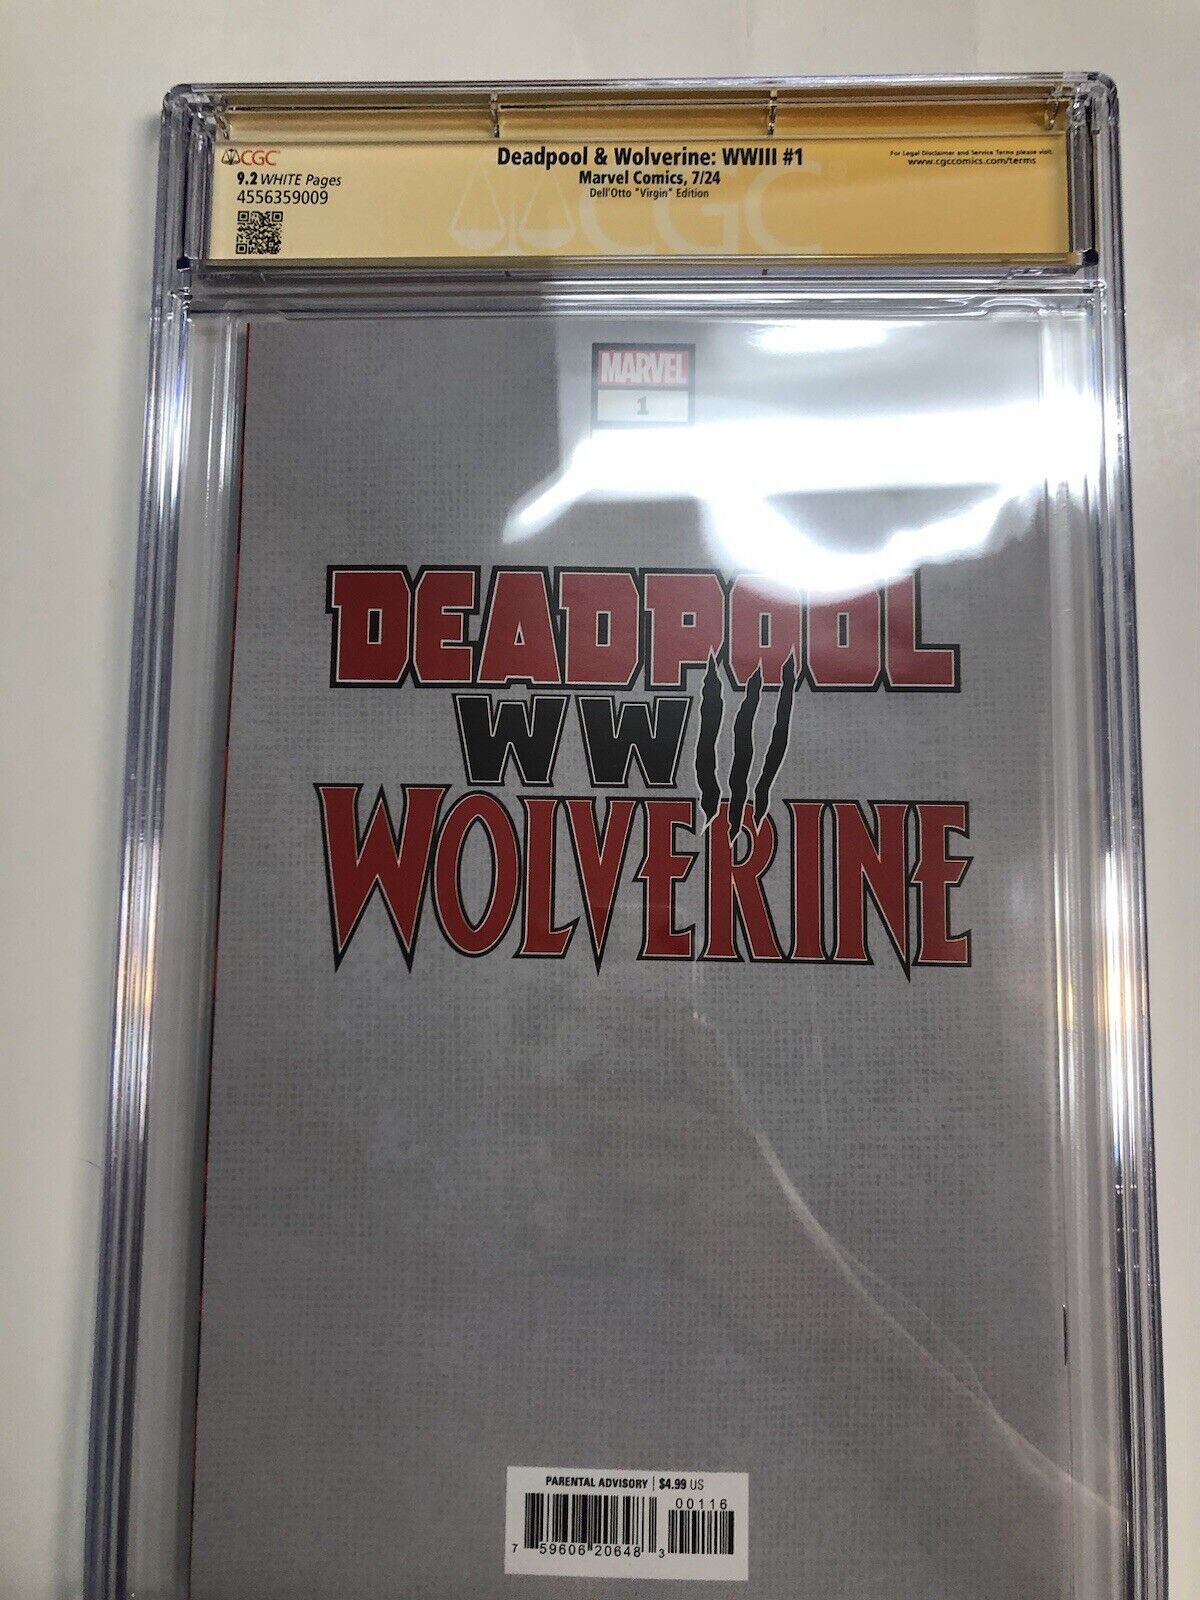 CGC
9.2 WHITE Pages
4556359009
Deadpool & Wolverine: WWIII #1
Marvel Comics, 7/24
Dell'Otto "Virgin" Edition
For Legal Disclaimer and Service Terms please visit:
www.cgccomics.com/terms
CGC
MARVEL
1
DEADPOOL
WWIII
WOLVERINE
PARENTAL ADVISORY | $4.99 US
00116
7 59606 20648 3